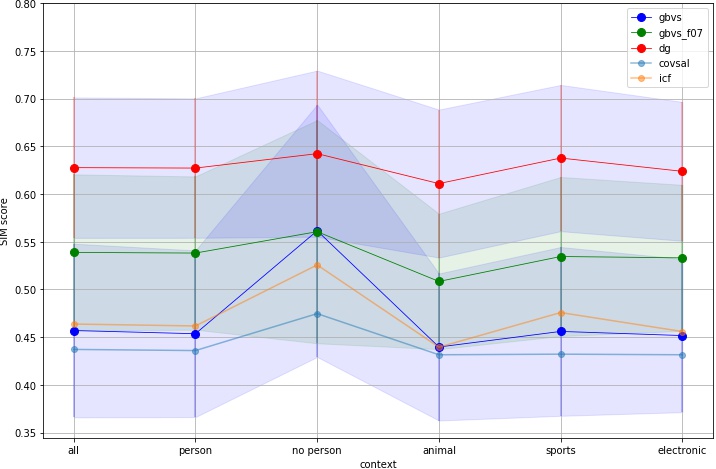 0.80
0.75
0.70
0.65
0.60
0.55
0.50
0.45
0.40
0.35
SIM score
gbvs
gbvs_f07
dg
covsal
icf
all person no person animal sports electronic
context